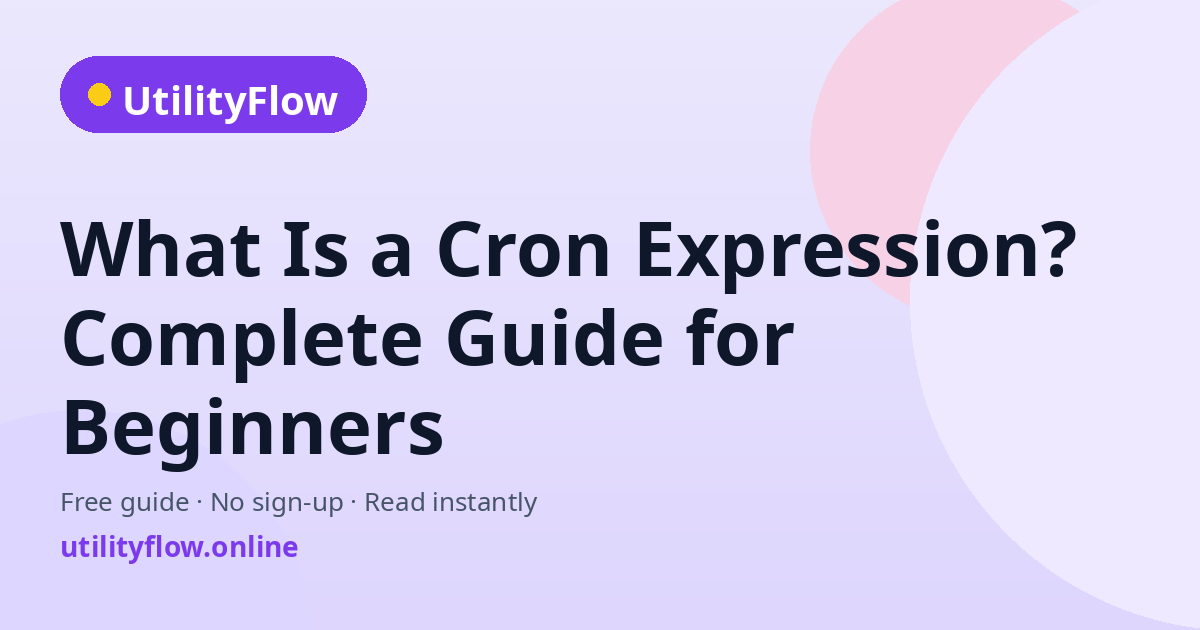 UtilityFlow
What Is a Cron Expression?
Complete Guide for
Beginners
Free guide · No sign-up · Read instantly
utilityflow.online